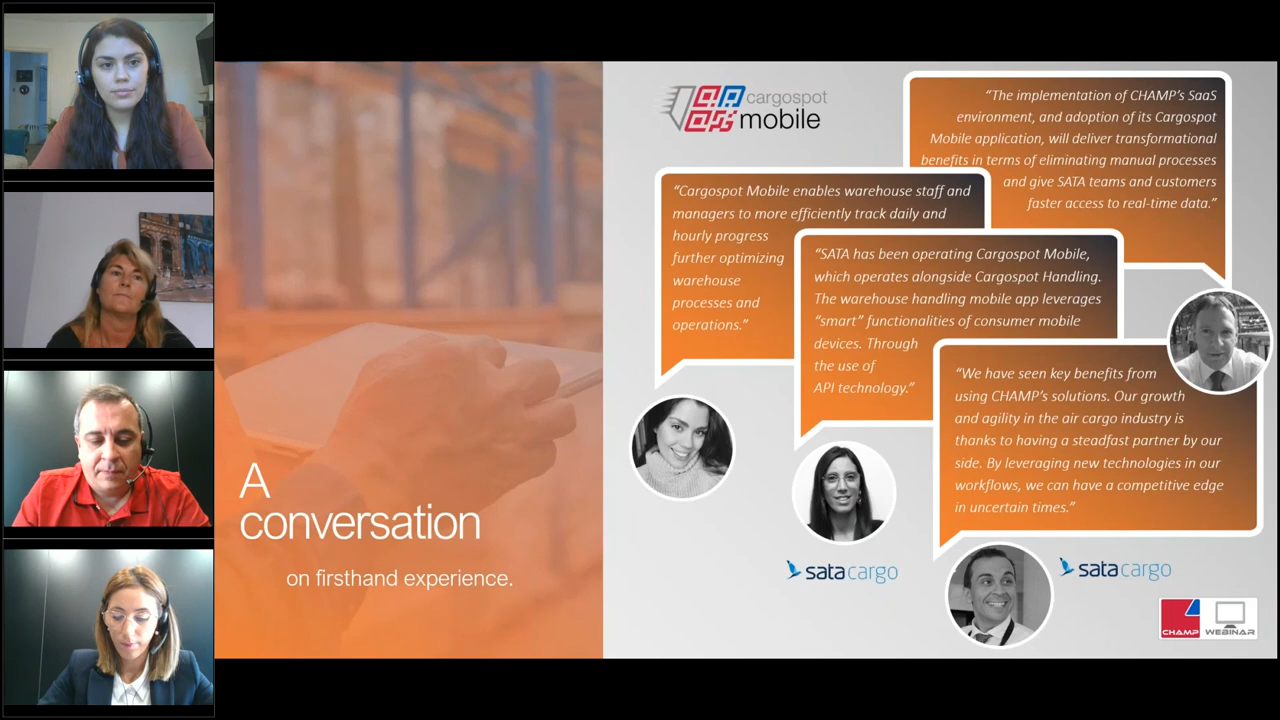 A
conversation
on firsthand experience.
cargospot
mobile
“The implementation of CHAMP’s SaaS
environment, and adoption of its Cargospot
Mobile application, will deliver transformational
benefits in terms of eliminating manual processes
and give SATA teams and customers
faster access to real-time data.”
“Cargospot Mobile enables warehouse staff and
managers to more efficiently track daily and
hourly progress
further optimizing
warehouse
processes and
operations.”
“SATA has been operating Cargospot Mobile,
which operates alongside Cargospot Handling.
The warehouse handling mobile app leverages
“smart” functionalities of consumer mobile
devices. Through
the use of
API technology.”
“We have seen key benefits from
using CHAMP’s solutions. Our growth
and agility in the air cargo industry is
thanks to having a steadfast partner by our
side. By leveraging new technologies in our
workflows, we can have a competitive edge
in uncertain times.”
sata cargo
sata cargo
CHAMP WEBINAR